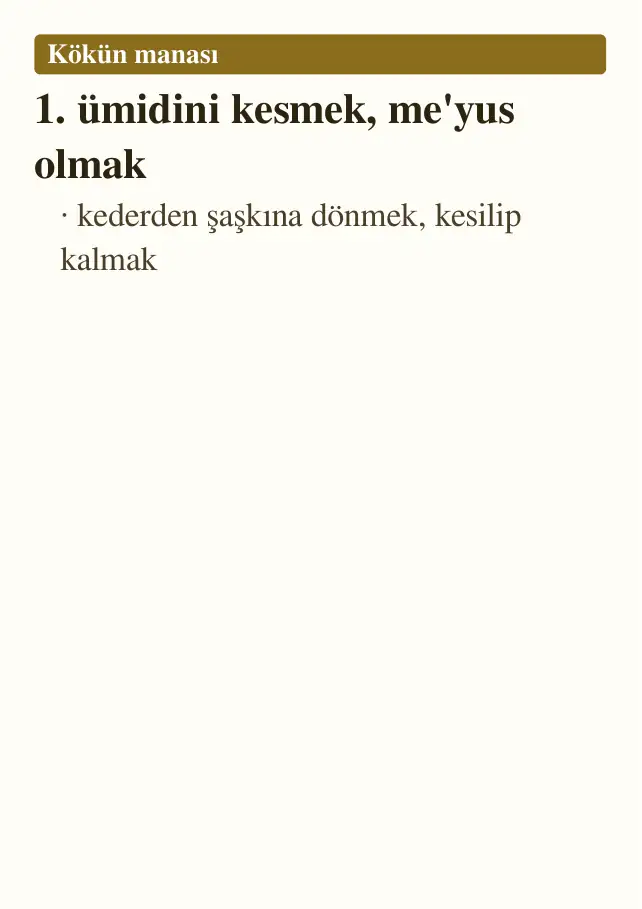 Kökün manası
1. ümidini kesmek, me'yus
olmak
· kederden şaşkına dönmek, kesilip
kalmak